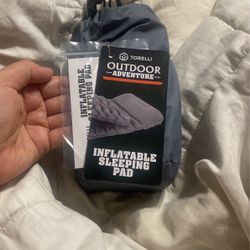 TORELLI
OUTDOOR
ADVENTURE
INFLATABLE
SLEEPING
PAD
INFLATABLE
SLEEPING PAD